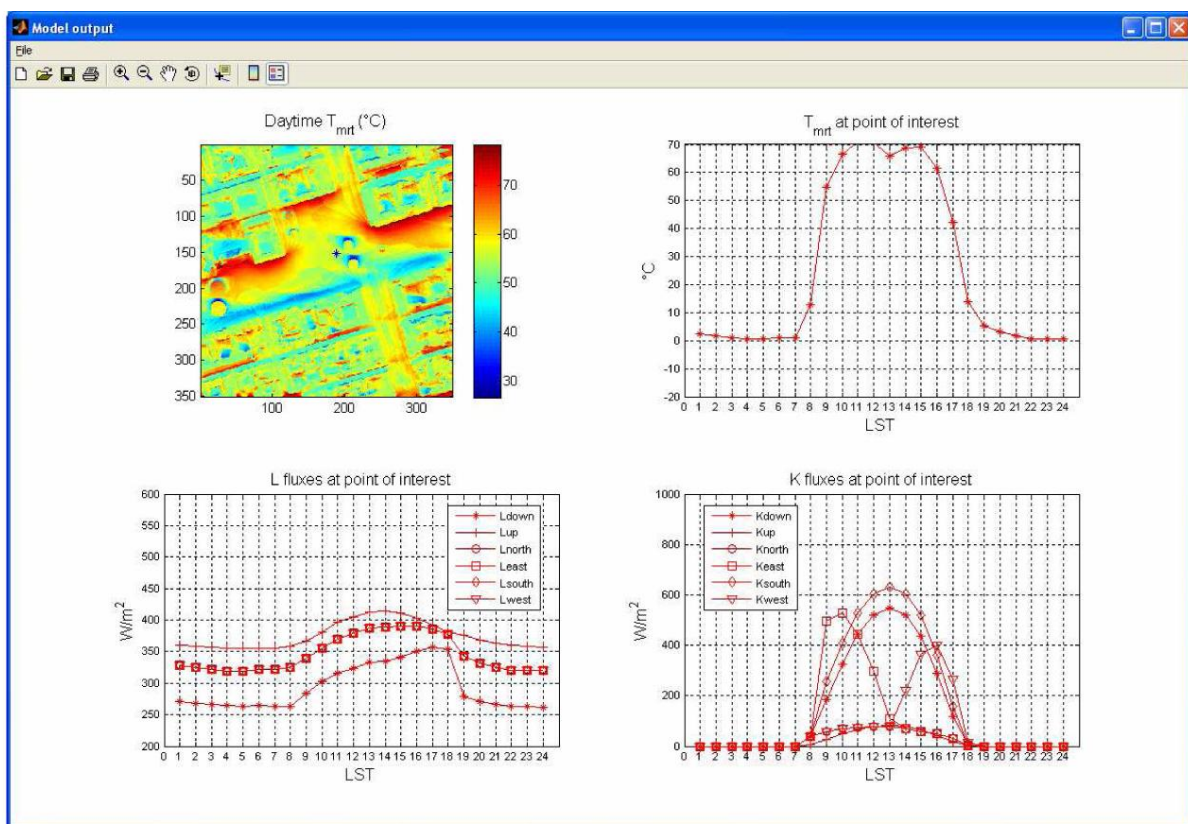 Model output
File
Daytime Tmrt (°C)
50
100
150
200
250
300
350
100
200
300
70
60
50
40
30
Tmrt at point of interest
°C
70
60
50
40
30
20
10
0
-10
-20
0 1 2 3 4 5 6 7 8 9 10 11 12 13 14 15 16 17 18 19 20 21 22 23 24
LST
L fluxes at point of interest
W/m²
600
550
500
450
400
350
300
250
200
Ldown
Lup
Lnorth
Least
Lsouth
Lwest
0 1 2 3 4 5 6 7 8 9 10 11 12 13 14 15 16 17 18 19 20 21 22 23 24
LST
K fluxes at point of interest
W/m²
1000
800
600
400
200
0
Kdown
Kup
Knorth
Keast
Ksouth
Kwest
0 1 2 3 4 5 6 7 8 9 10 11 12 13 14 15 16 17 18 19 20 21 22 23 24
LST